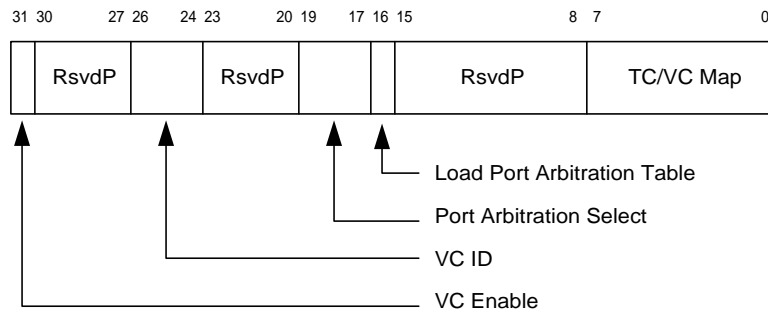 31 30 27 26 24 23 20 19 17 16 15 8 7 0
RsvdP RsvdP RsvdP TC/VC Map
Load Port Arbitration Table
Port Arbitration Select
VC ID
VC Enable